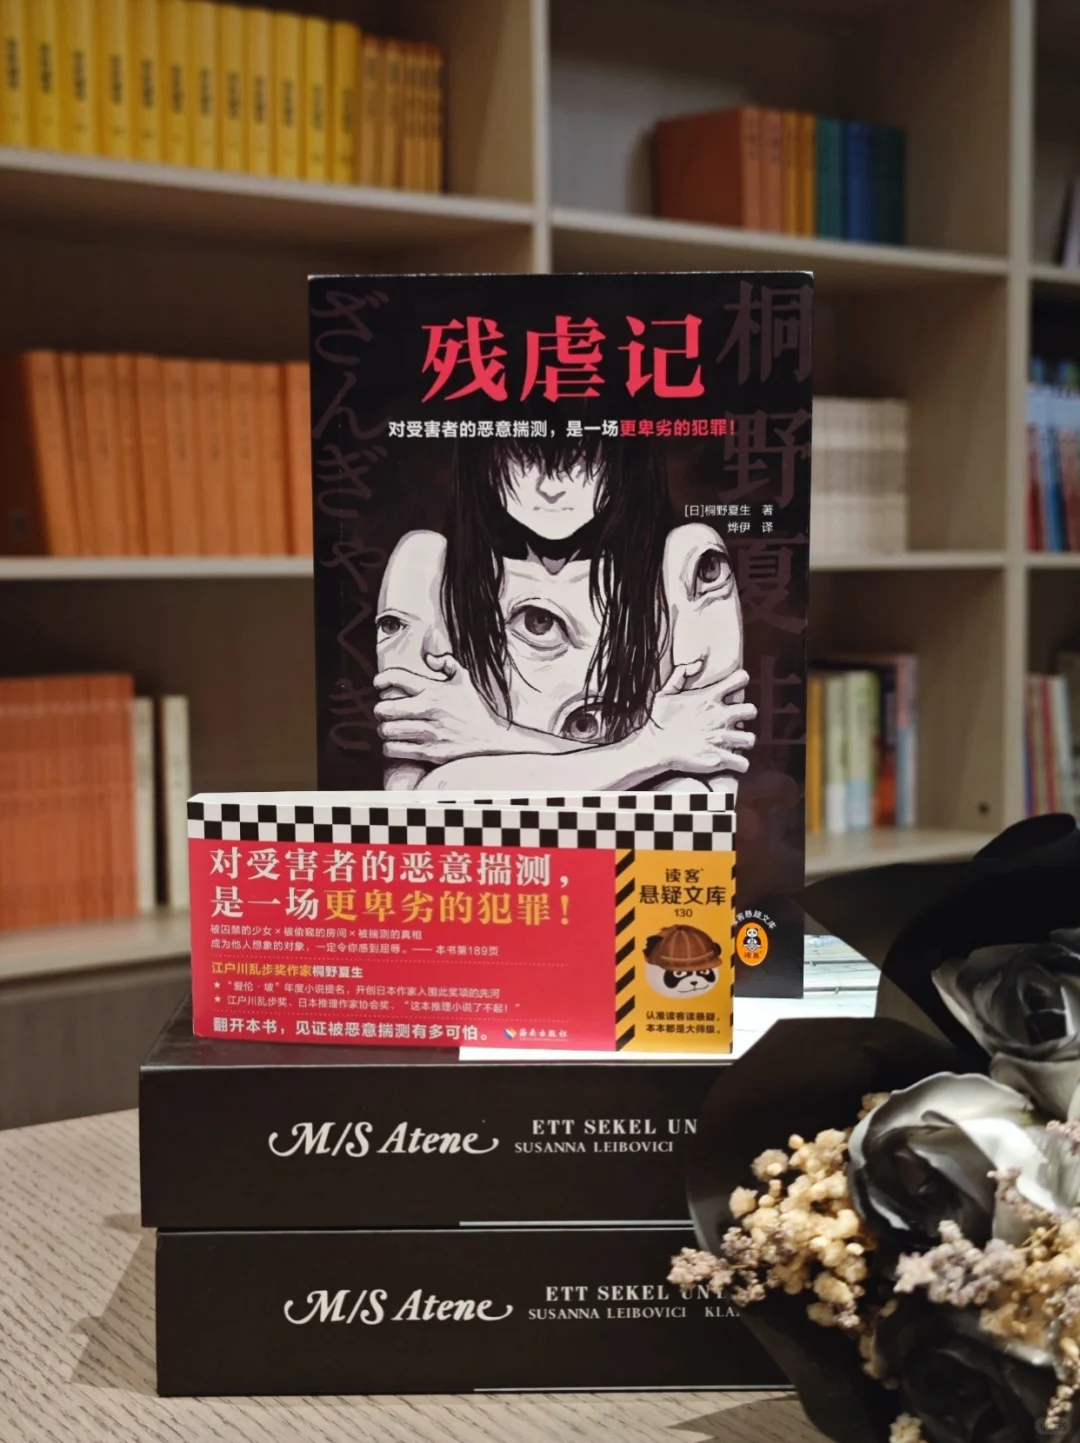 残虐记
对受害者的恶意揣测，是一场更卑劣的犯罪！
ざんぎゃくき
桐野夏生
[日]桐野夏生 著
烨伊 译
读客
对受害者的恶意揣测，
是一场更卑劣的犯罪！
被囚禁的少女×被偷窥的房间×被揣测的真相
成为他人想象的对象，一定令你感到屈辱。—— 本书第189页
江户川乱步奖作家桐野夏生
★ “爱伦·坡”年度小说提名，开创日本作家入围此奖项的先河
★ 江户川乱步奖、日本推理作家协会奖、“这本推理小说了不起！”
翻开本书，见证被恶意揣测有多可怕。
海天出版社
读客
悬疑文库
130
认准读客读悬疑，
本本都是大师级。
M/S Atene
ETT SEKEL UN
SUSANNA LEIBOVICI
M/S Atene
ETT SEKEL UN
SUSANNA LEIBOVICI